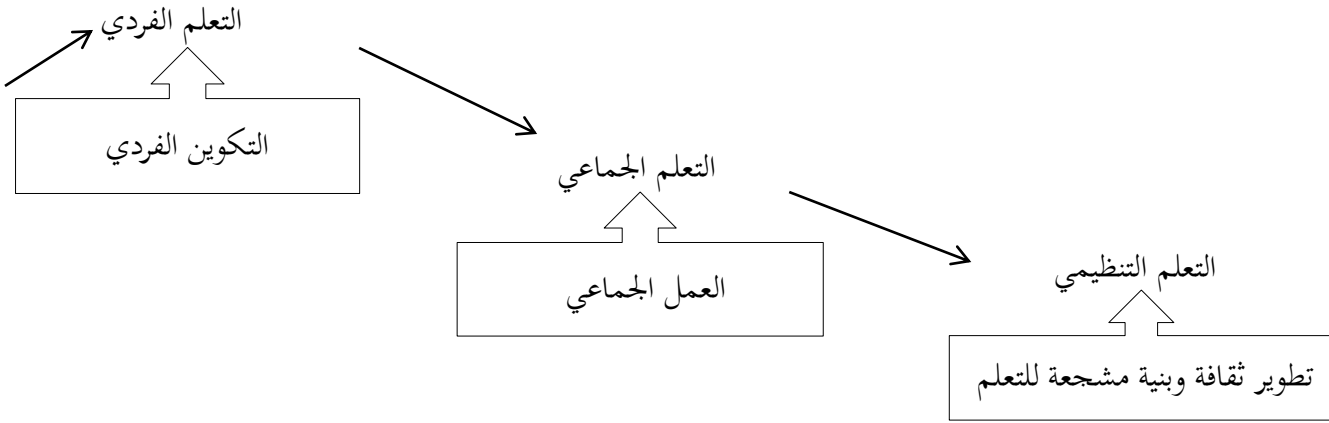 التعلم الفردي
التكوين الفردي
التعلم الجماعي
العمل الجماعي
التعلم التنظيمي
تطوير ثقافة وبنية مشجعة للتعلم